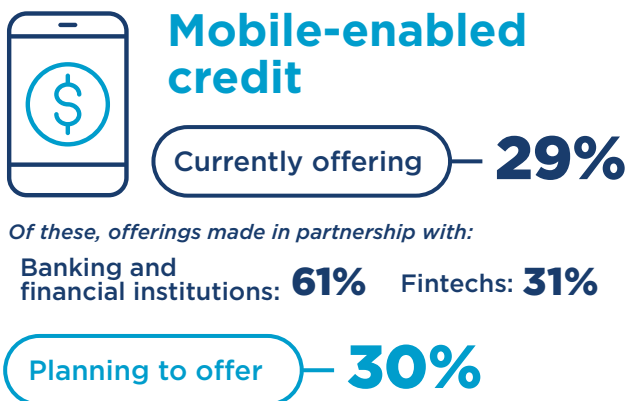 Mobile-enabled
credit
$
Currently offering 29%
Of these, offerings made in partnership with:
Banking and
financial institutions: 61% Fintechs: 31%
Planning to offer 30%